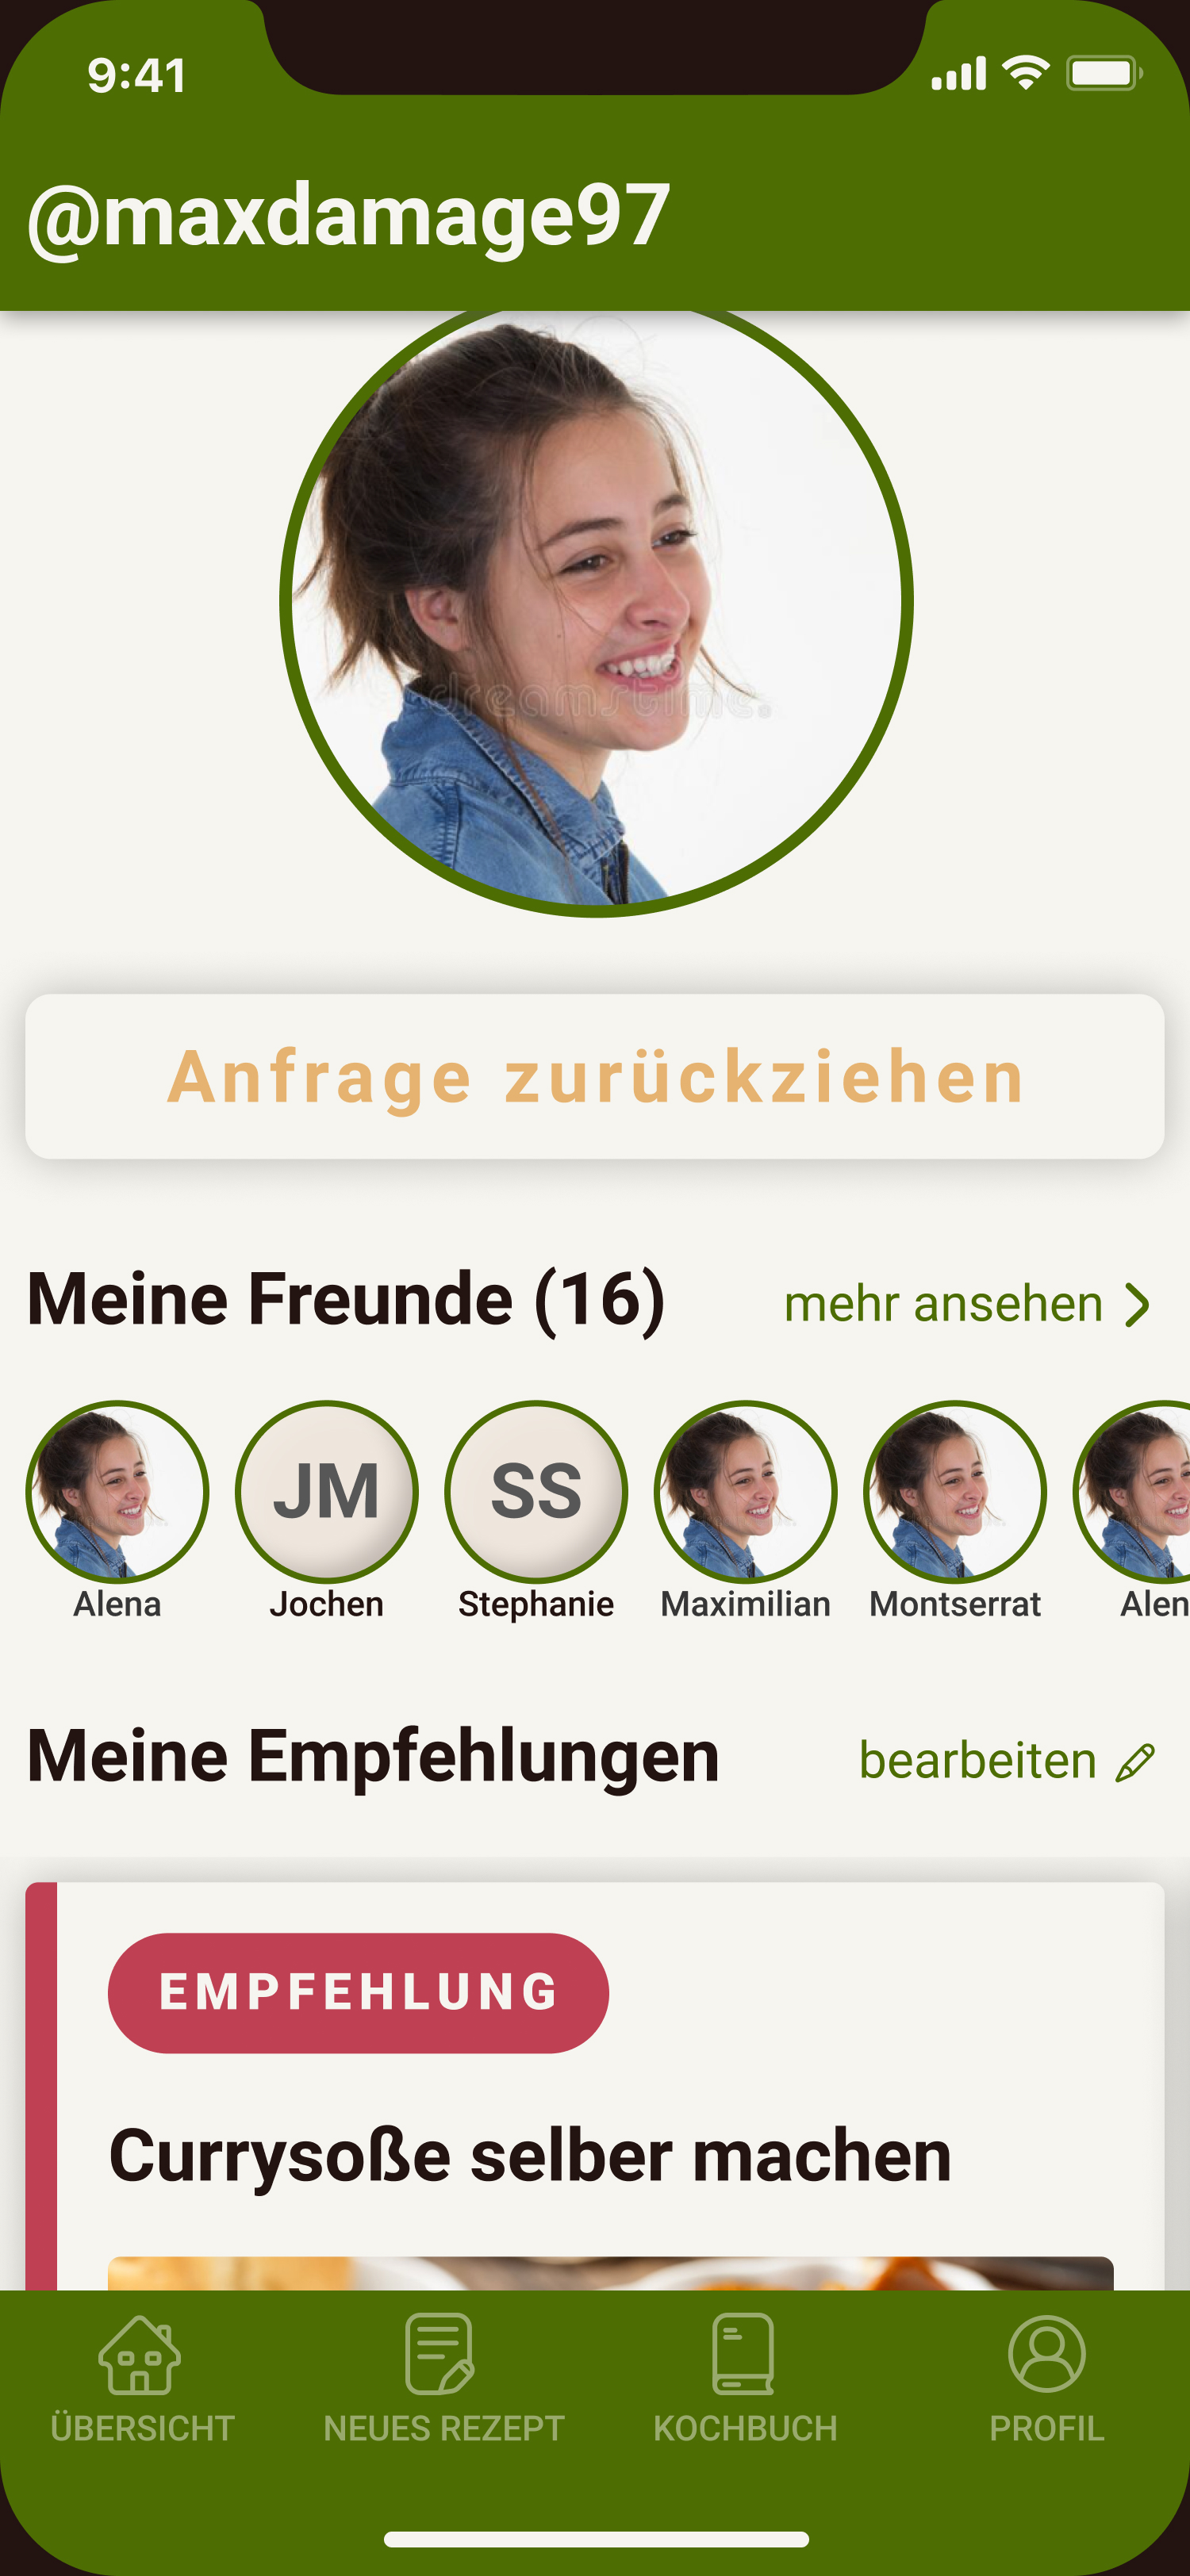 9:41
@maxdamage97
dreamstime.
Anfrage zurückziehen
Meine Freunde (16)
mehr ansehen
JM
SS
Alena
Jochen
Stephanie
Maximilian
Montserrat
Alen
Meine Empfehlungen
bearbeiten
EMPFEHLUNG
Currysoße selber machen
ÜBERSICHT
NEUES REZEPT
KOCHBUCH
PROFIL